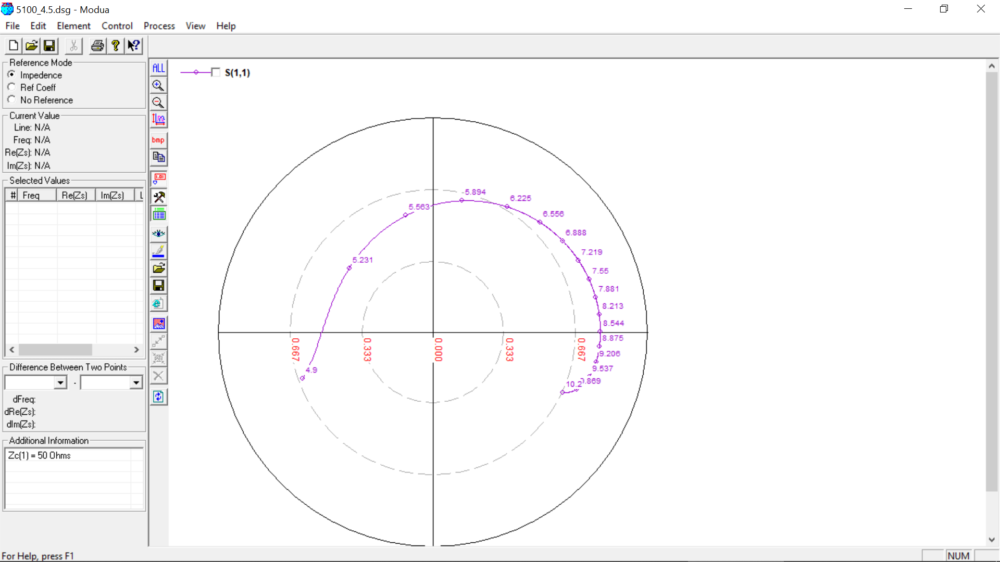 5100_4.5.dsg - Modua
File Edit Element Control Process View Help
Reference Mode
Impedence
Ref Coeff
No Reference
Current Value
Line: N/A
Freq: N/A
Re(Zs): N/A
Im(Zs): N/A
Selected Values
# Freq Re(Zs) Im(Zs) L
Difference Between Two Points
-
dFreq:
dRe(Zs):
dIm(Zs):
Additional Information
Zc(1) = 50 Ohms
ALL
bmp
1.01
S(1,1)
5.894
6.225
5.563
6.556
6.888
7.219
5.231
7.55
7.881
8.213
8.544
8.875
0.667 0.333 0.000 0.333 0.667
9.206
4.9
9.537
10.2
.869
For Help, press F1
NUM